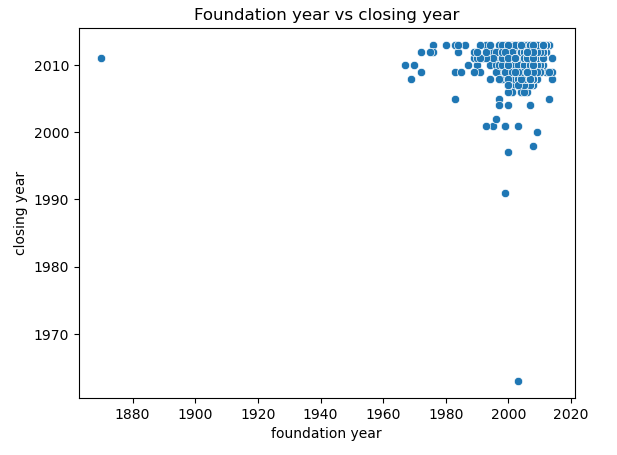 Foundation year vs closing year
2010
2000
1990
1980
1970
closing year
1880 1900 1920 1940 1960 1980 2000 2020
foundation year